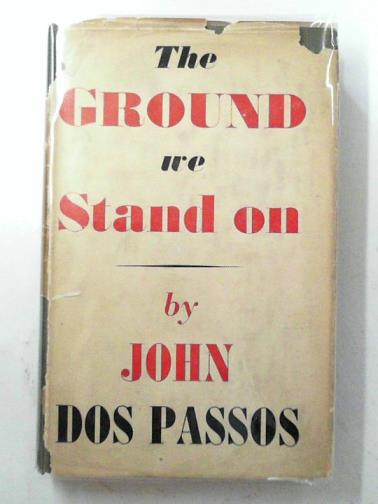 The
GROUND
we
Stand on
by
JOHN
DOS PASSOS